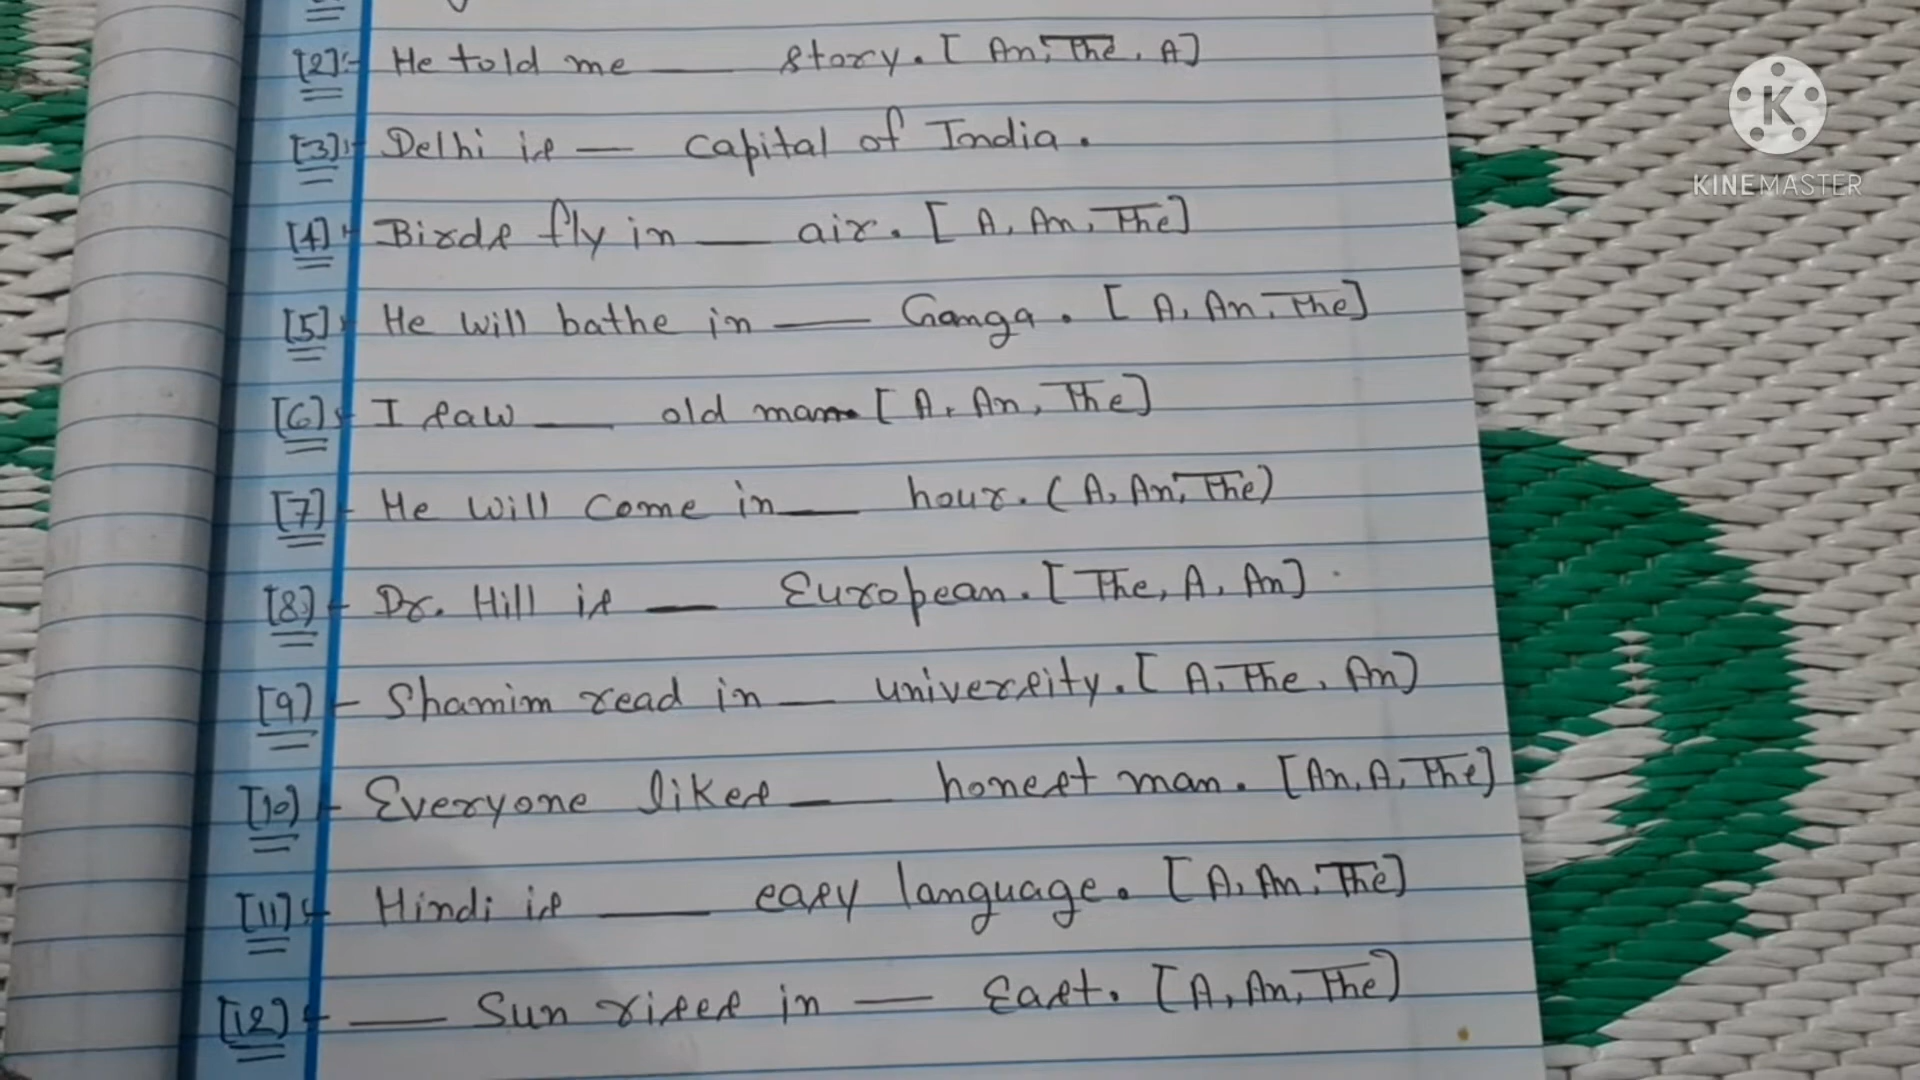 [2]:- He told me ___ story. [ An, The, A]
[3]:- Delhi is — capital of India.
[4]:- Birds fly in ___ air. [ A, An, The]
[5]:- He will bathe in ___ Ganga. [ A, An, The]
[6]:- I saw ___ old man. [ A, An, The]
[7]:- He will come in ___ hour. (A, An, The)
[8]:- Dr. Hill is ___ European. [ The, A, An]
[9]:- Shamim read in ___ university. [ A, The, An]
[10]:- Everyone likes ___ honest man. [An, A, The]
[11]:- Hindi is ___ easy language. [A, An, The]
[12]:- ___ Sun rises in ___ East. [A, An, The]
K
KINEMASTER